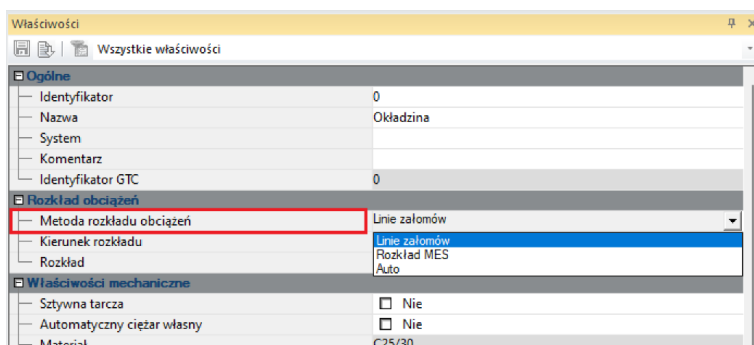 Właściwości
Wszystkie właściwości
Ogólne
Identyfikator 0
Nazwa Okładzina
System
Komentarz
Identyfikator GTC 0
Rozkład obciążeń
Metoda rozkładu obciążeń Linie załomów
Kierunek rozkładu Linie załomów
Rozkład MES
Rozkład Auto
Właściwości mechaniczne
Sztywna tarcza Nie
Automatyczny ciężar własny Nie
Materiał C25/30